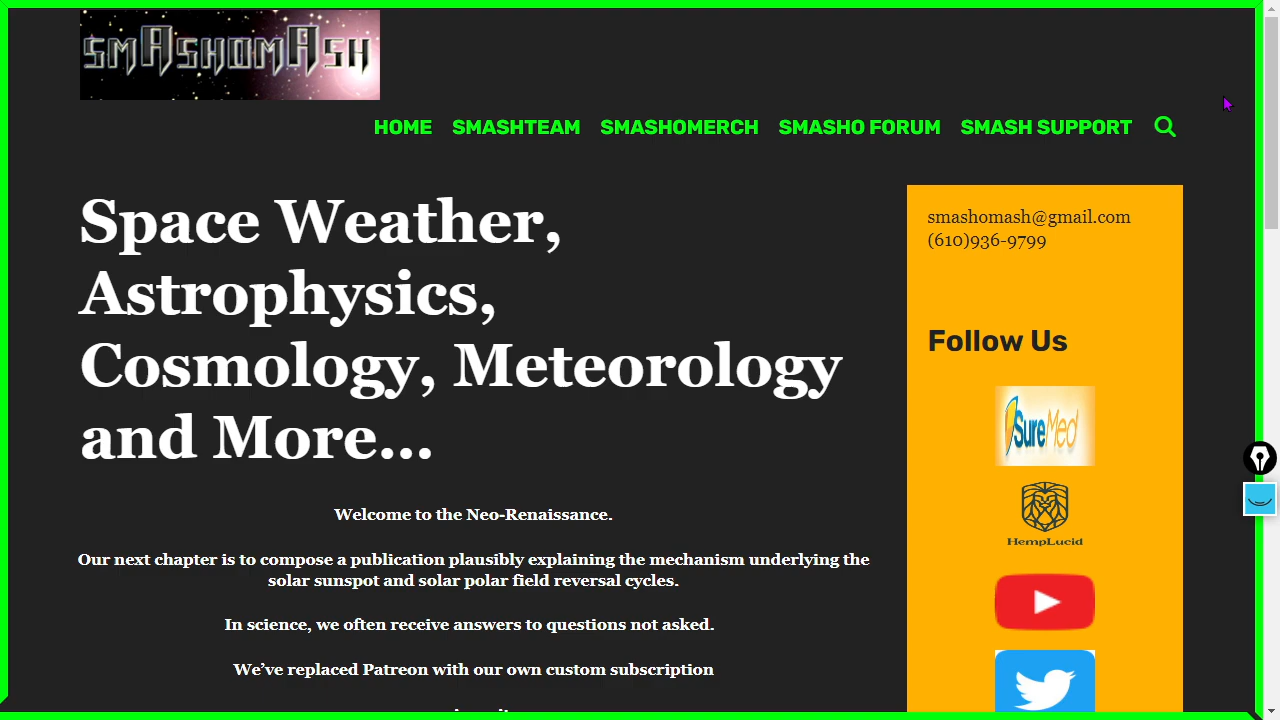 SMASHOMASH
HOME SMASHTEAM SMASHOMERCH SMASHO FORUM SMASH SUPPORT
Space Weather,
Astrophysics,
Cosmology, Meteorology
and More...
Welcome to the Neo-Renaissance.
Our next chapter is to compose a publication plausibly explaining the mechanism underlying the
solar sunspot and solar polar field reversal cycles.
In science, we often receive answers to questions not asked.
We’ve replaced Patreon with our own custom subscription
smashomash@gmail.com
(610)936-9799
Follow Us
SureMed
HempLucid